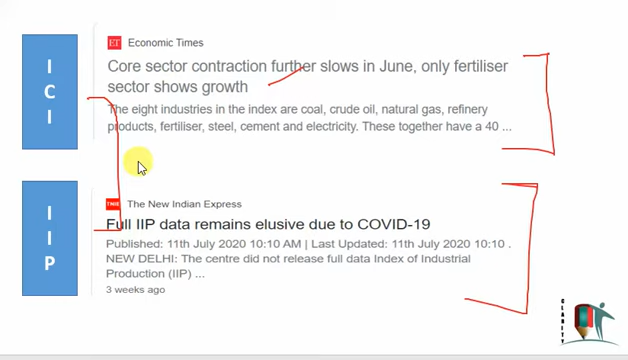 I
C
I
ET Economic Times
Core sector contraction further slows in June, only fertiliser
sector shows growth
The eight industries in the index are coal, crude oil, natural gas, refinery
products, fertiliser, steel, cement and electricity. These together have a 40 ...
I
I
P
TNIE The New Indian Express
Full IIP data remains elusive due to COVID-19
Published: 11th July 2020 10:10 AM | Last Updated: 11th July 2020 10:10 .
NEW DELHI: The centre did not release full data Index of Industrial
Production (IIP) ...
3 weeks ago
CLARITY